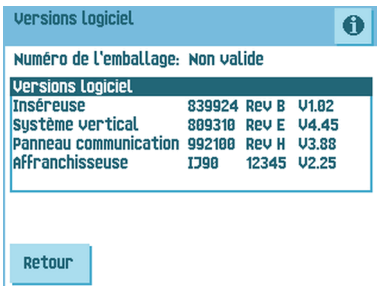 Versions logiciel
Numéro de l'emballage: Non valide
Versions logiciel
Inséreuse 839924 Rev B V1.02
Système vertical 809310 Rev E V4.45
Panneau communication 992100 Rev H V3.88
Affranchisseuse IJ90 12345 V2.25
Retour